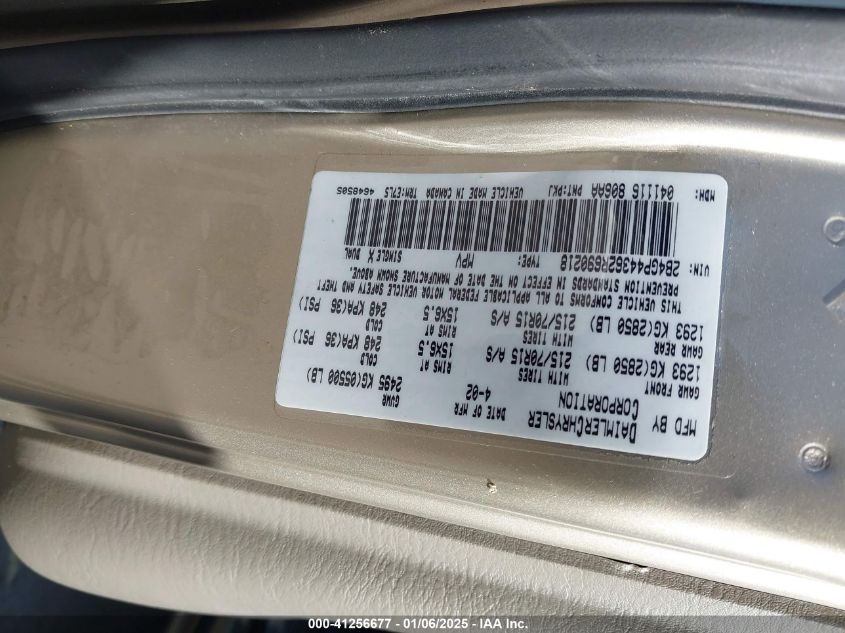 MFD BY DAIMLERCHRYSLER CORPORATION
DATE OF MFR 4-02
GVWR 2495 KG(05500 LB)
GAWR FRONT WITH TIRES RIMS AT COLD
1293 KG(2850 LB) 215/70R15 A/S 15X6.5 248 KPA(36 PSI)
GAWR REAR WITH TIRES RIMS AT COLD
1293 KG(2850 LB) 215/70R15 A/S 15X6.5 248 KPA(36 PSI)
THIS VEHICLE CONFORMS TO ALL APPLICABLE FEDERAL MOTOR VEHICLE SAFETY AND THEFT
PREVENTION STANDARDS IN EFFECT ON THE DATE OF MANUFACTURE SHOWN ABOVE.
VIN: 2B4GP44362R690218 TYPE: MPV SINGLE X DUAL
MDH: 041116 806AA PNT:PKJ VEHICLE MADE IN CANADA TRM:E7L5 4648505
000-41256677 - 01/06/2025 - IAA Inc.